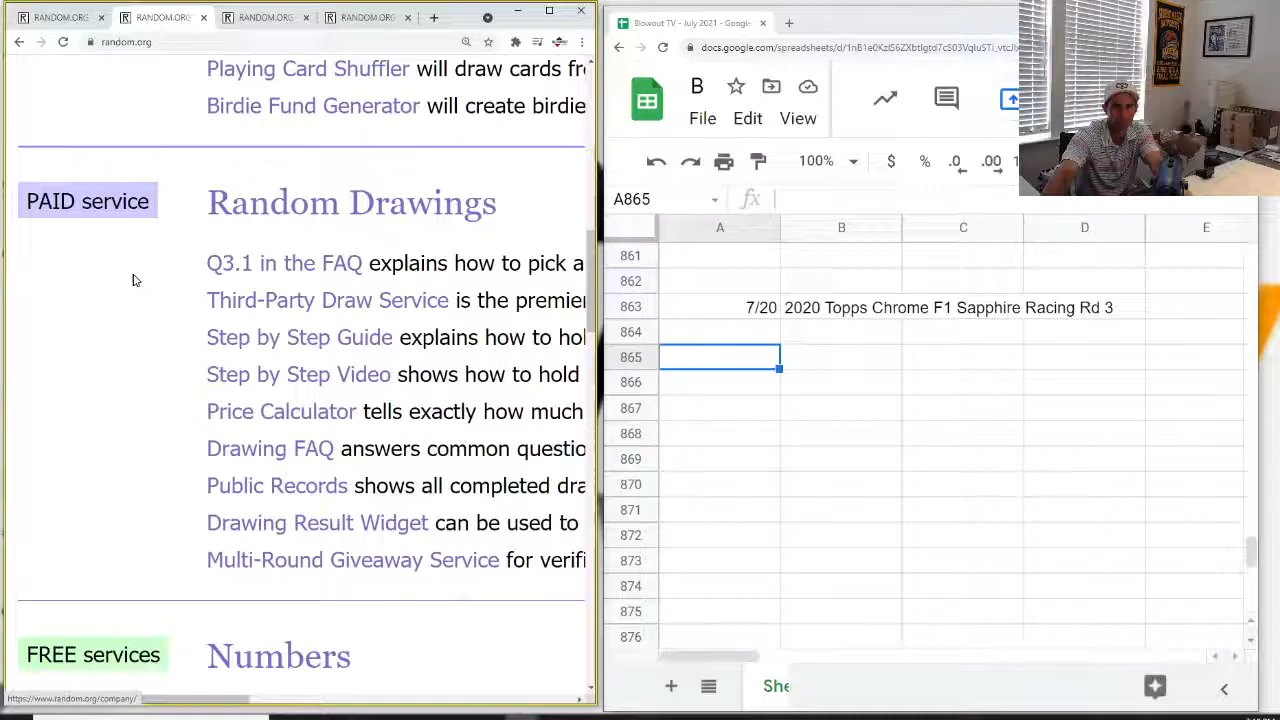 RANDOM.ORG
RANDOM.ORG
RANDOM.ORG
RANDOM.ORG
random.org
Playing Card Shuffler will draw cards fr
Birdie Fund Generator will create birdie
PAID service
Random Drawings
Q3.1 in the FAQ explains how to pick a
Third-Party Draw Service is the premier
Step by Step Guide explains how to hol
Step by Step Video shows how to hold
Price Calculator tells exactly how much
Drawing FAQ answers common questio
Public Records shows all completed dra
Drawing Result Widget can be used to
Multi-Round Giveaway Service for verifi
FREE services
Numbers
https://www.random.org/company/
Blowout TV - July 2021 - Google
B
File Edit View
100% $ % .0 .00
A865
fx
A B C D E
861
862
863 7/20 2020 Topps Chrome F1 Sapphire Racing Rd 3
864
865
866
867
868
869
870
871
872
873
874
875
876
She